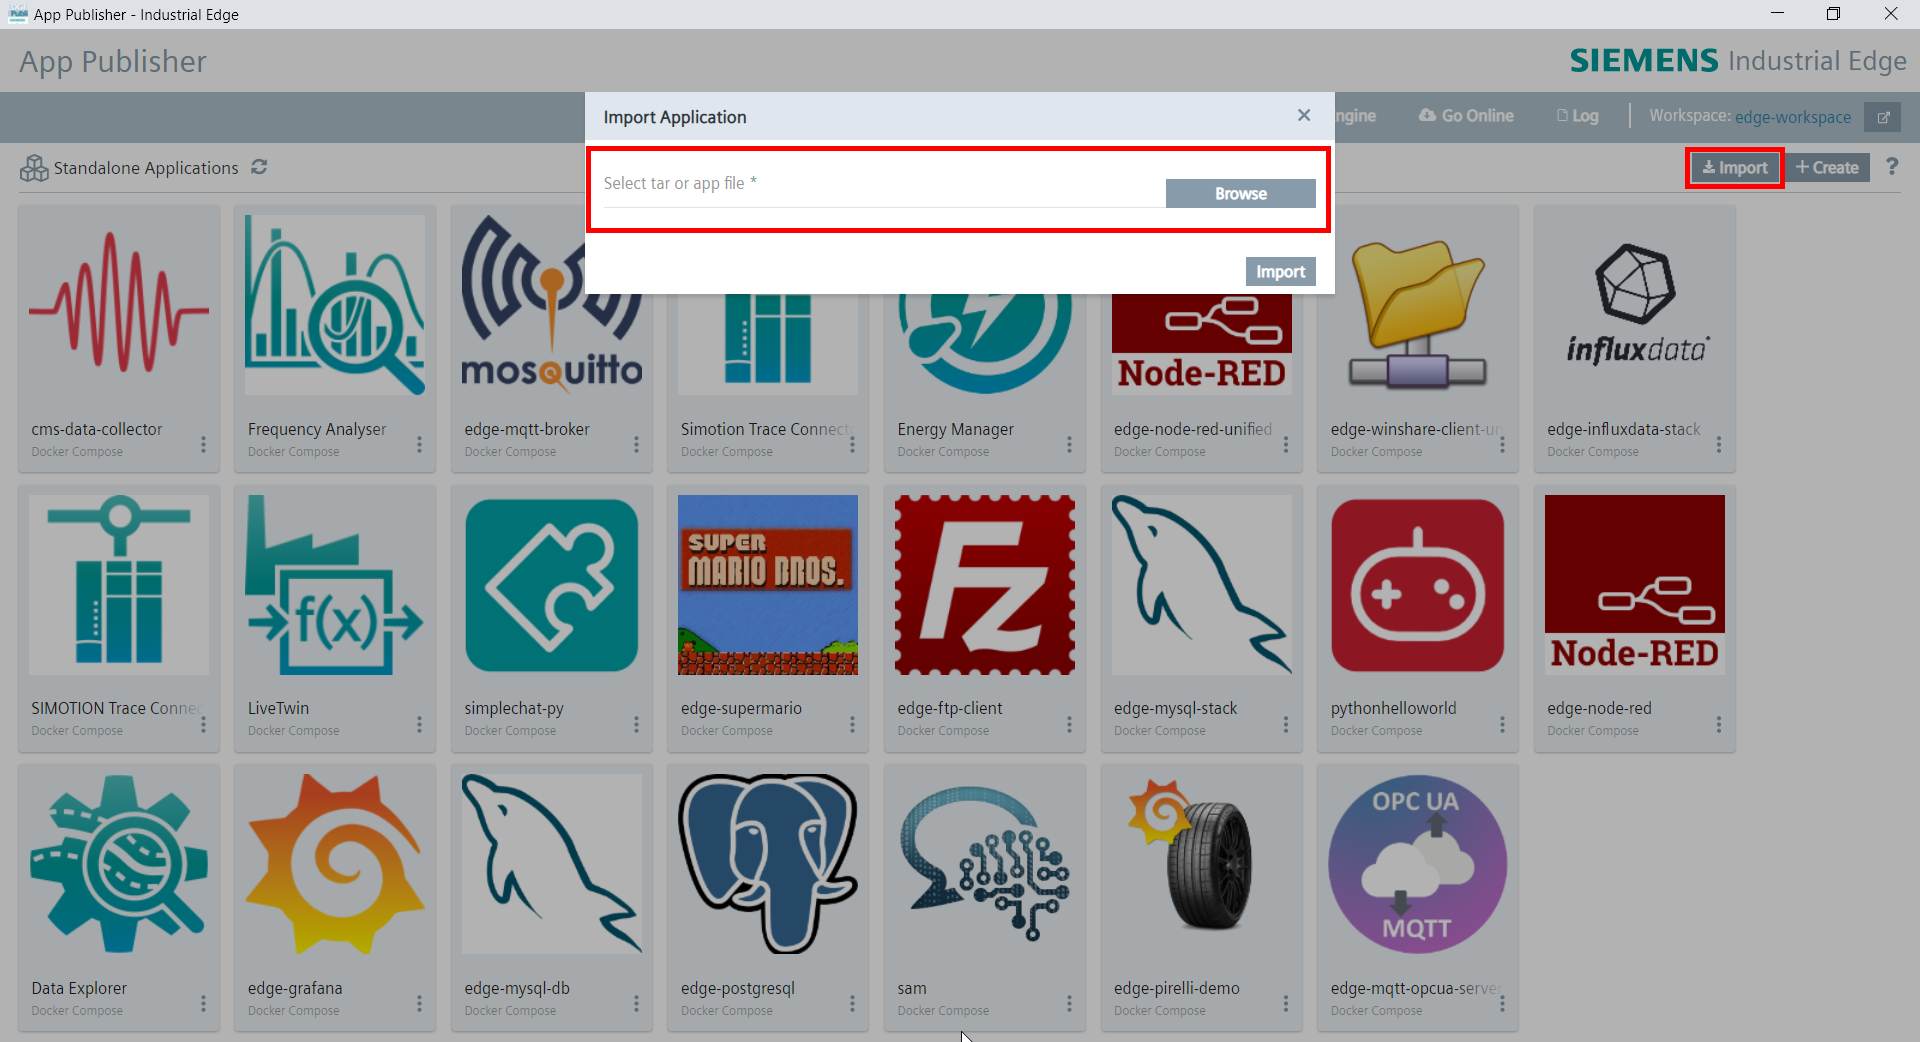 App Publisher - Industrial Edge
App Publisher
SIEMENS Industrial Edge
Import Application
ngine
Go Online
Log
Workspace: edge-workspace
Standalone Applications
Import
Create
?
Select tar or app file *
Browse
Import
mosquitto
Node-RED
influxdata
cms-data-collector
Docker Compose
Frequency Analyser
Docker Compose
edge-mqtt-broker
Docker Compose
Simotion Trace Connect
Docker Compose
Energy Manager
Docker Compose
edge-node-red-unified
Docker Compose
edge-winshare-client-un
Docker Compose
edge-influxdata-stack
Docker Compose
f(x)
SUPER
MARIO BROS.
Fz
Node-RED
SIMOTION Trace Connec
Docker Compose
LiveTwin
Docker Compose
simplechat-py
Docker Compose
edge-supermario
Docker Compose
edge-ftp-client
Docker Compose
edge-mysql-stack
Docker Compose
pythonhelloworld
Docker Compose
edge-node-red
Docker Compose
OPC UA
MQTT
Data Explorer
Docker Compose
edge-grafana
Docker Compose
edge-mysql-db
Docker Compose
edge-postgresql
Docker Compose
sam
Docker Compose
edge-pirelli-demo
Docker Compose
edge-mqtt-opcua-server
Docker Compose